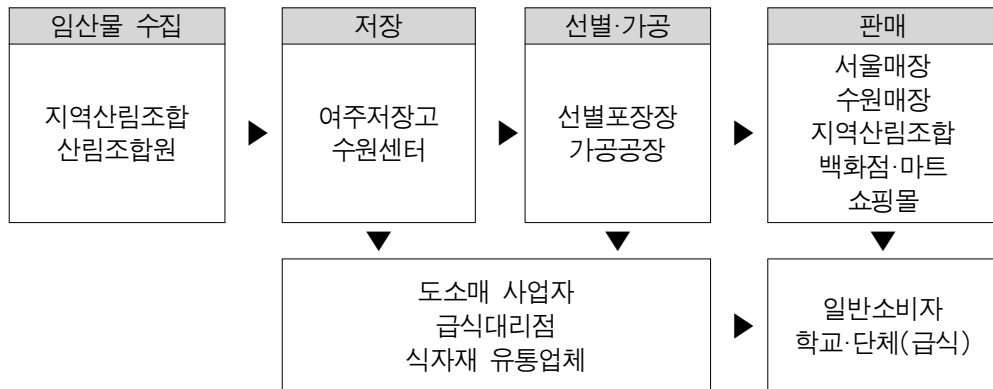 임산물 수집
지역산림조합
산림조합원
저장
여주저장고
수원센터
선별·가공
선별포장장
가공공장
판매
서울매장
수원매장
지역산림조합
백화점·마트
쇼핑몰
도소매 사업자
급식대리점
식자재 유통업체
일반소비자
학교·단체(급식)